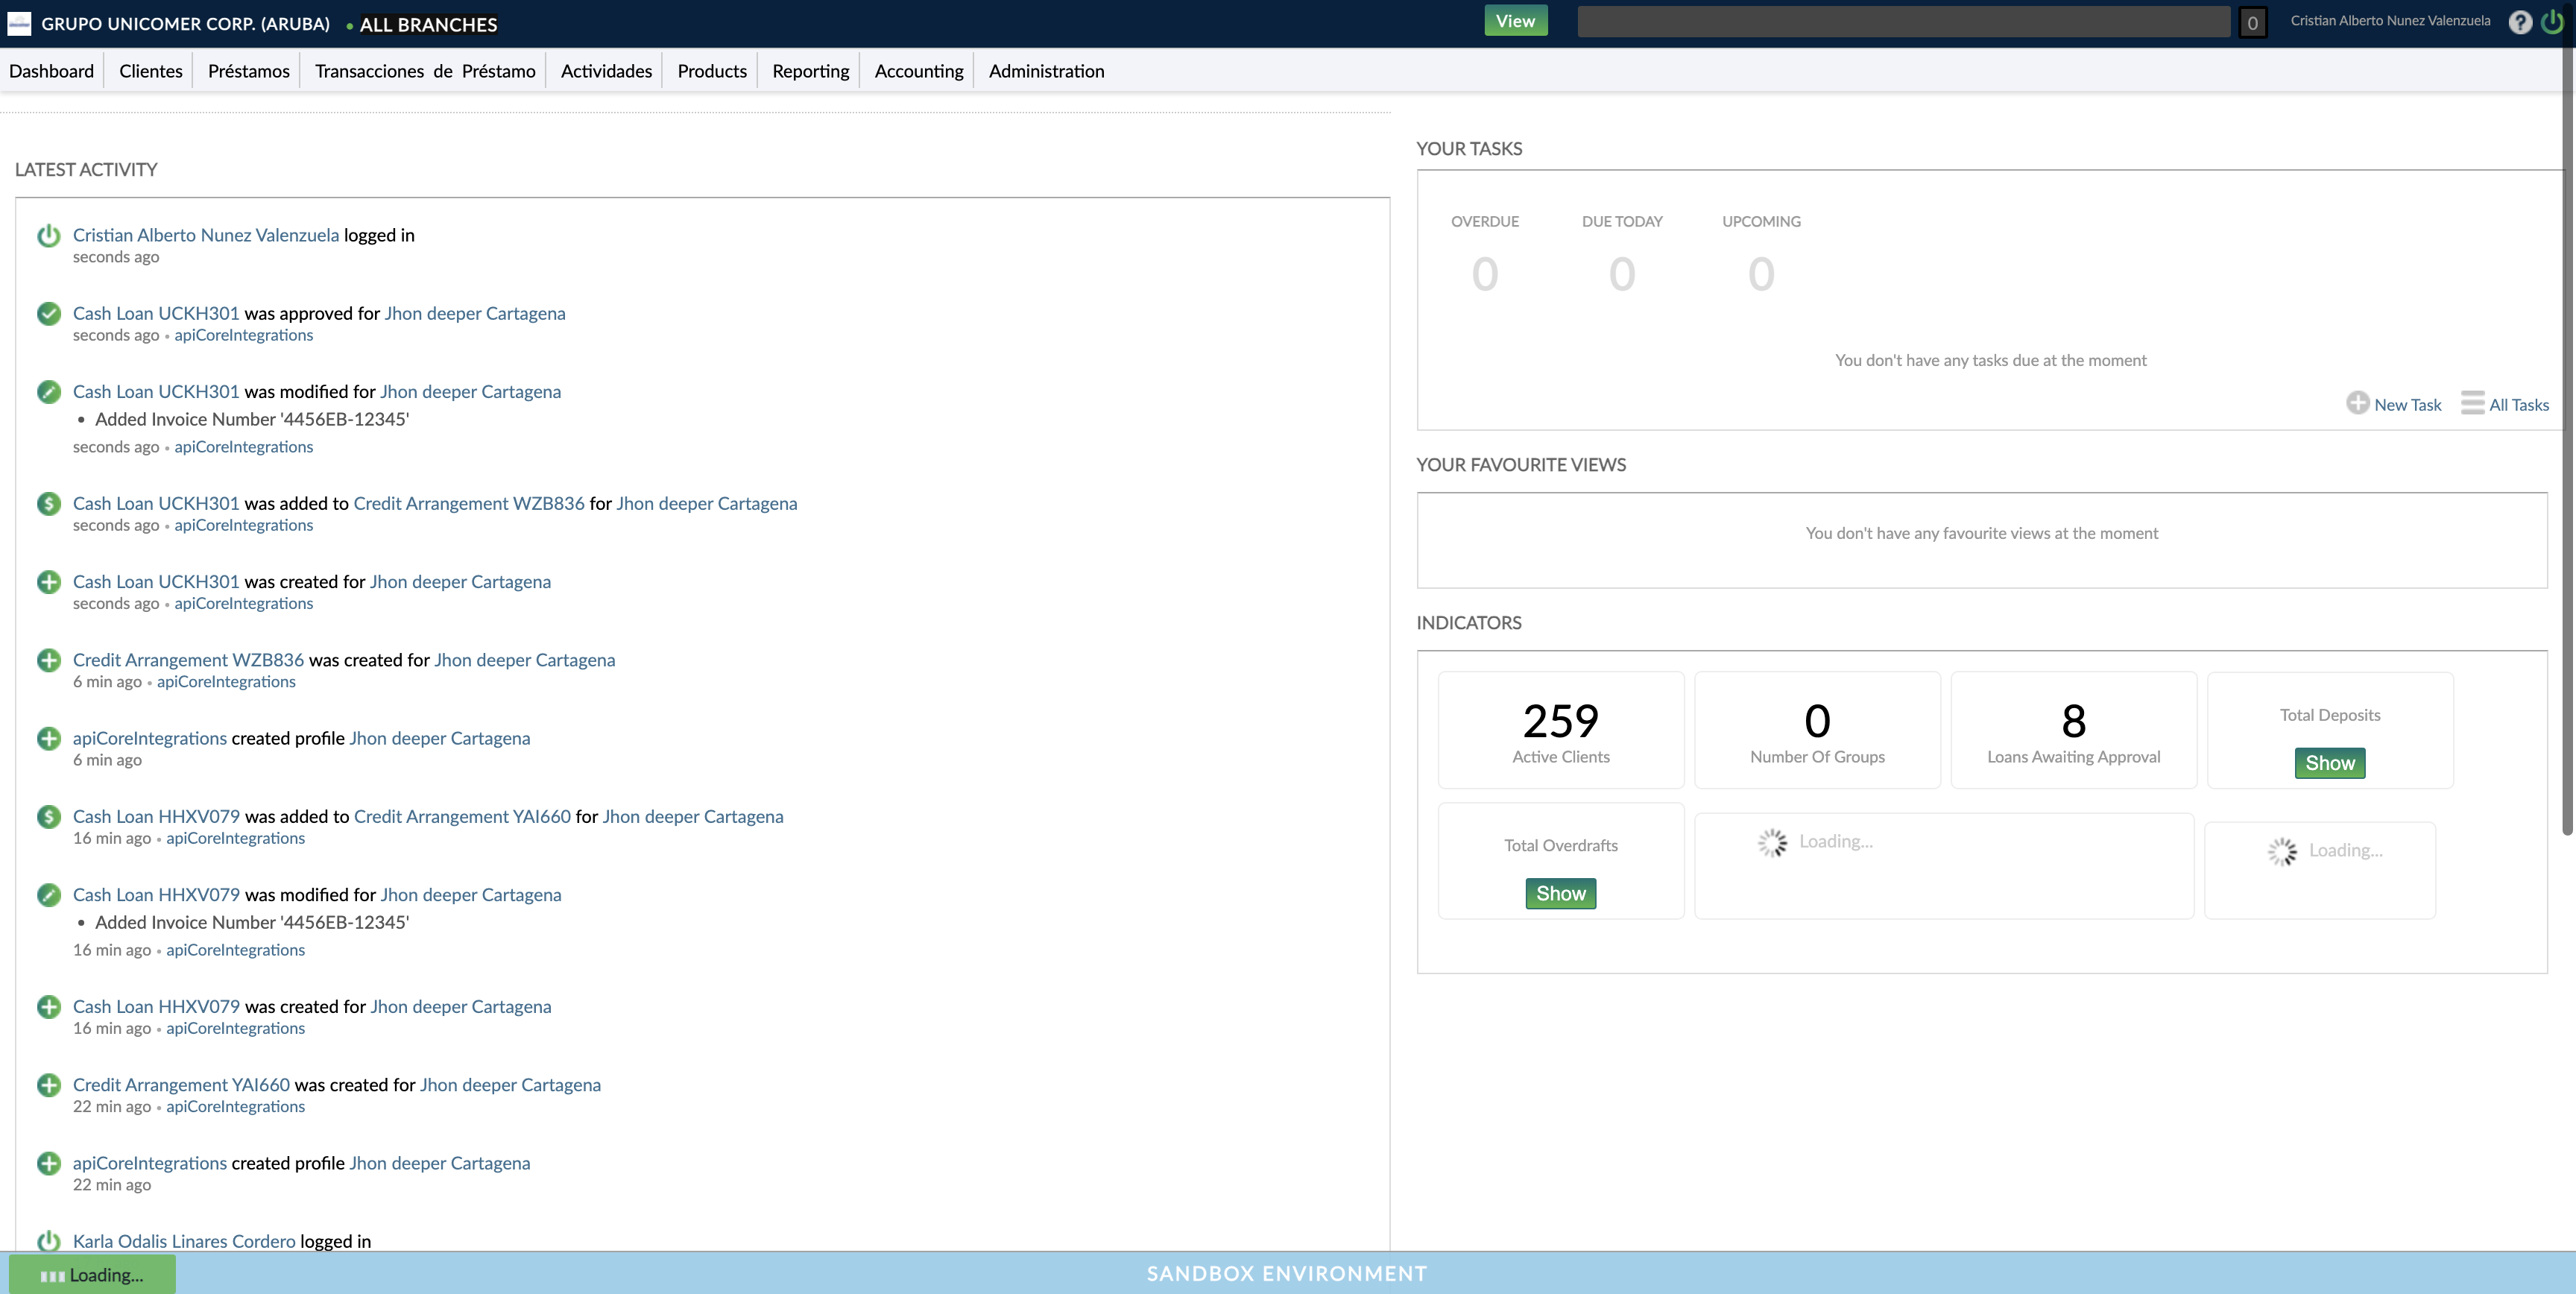 GRUPO UNICOMER CORP. (ARUBA) • ALL BRANCHES
View
0
Cristian Alberto Nunez Valenzuela
?
Dashboard
Clientes
Préstamos
Transacciones de Préstamo
Actividades
Products
Reporting
Accounting
Administration
LATEST ACTIVITY
Cristian Alberto Nunez Valenzuela logged in
seconds ago
Cash Loan UCKH301 was approved for Jhon deeper Cartagena
seconds ago • apiCoreIntegrations
Cash Loan UCKH301 was modified for Jhon deeper Cartagena
• Added Invoice Number '4456EB-12345'
seconds ago • apiCoreIntegrations
Cash Loan UCKH301 was added to Credit Arrangement WZB836 for Jhon deeper Cartagena
seconds ago • apiCoreIntegrations
Cash Loan UCKH301 was created for Jhon deeper Cartagena
seconds ago • apiCoreIntegrations
Credit Arrangement WZB836 was created for Jhon deeper Cartagena
6 min ago • apiCoreIntegrations
apiCoreIntegrations created profile Jhon deeper Cartagena
6 min ago
Cash Loan HHXV079 was added to Credit Arrangement YAI660 for Jhon deeper Cartagena
16 min ago • apiCoreIntegrations
Cash Loan HHXV079 was modified for Jhon deeper Cartagena
• Added Invoice Number '4456EB-12345'
16 min ago • apiCoreIntegrations
Cash Loan HHXV079 was created for Jhon deeper Cartagena
16 min ago • apiCoreIntegrations
Credit Arrangement YAI660 was created for Jhon deeper Cartagena
22 min ago • apiCoreIntegrations
apiCoreIntegrations created profile Jhon deeper Cartagena
22 min ago
Karla Odalis Linares Cordero logged in
YOUR TASKS
OVERDUE
0
DUE TODAY
0
UPCOMING
0
You don't have any tasks due at the moment
New Task
All Tasks
YOUR FAVOURITE VIEWS
You don't have any favourite views at the moment
INDICATORS
259
Active Clients
0
Number Of Groups
8
Loans Awaiting Approval
Total Deposits
Show
Total Overdrafts
Show
Loading...
Loading...
Loading...
SANDBOX ENVIRONMENT